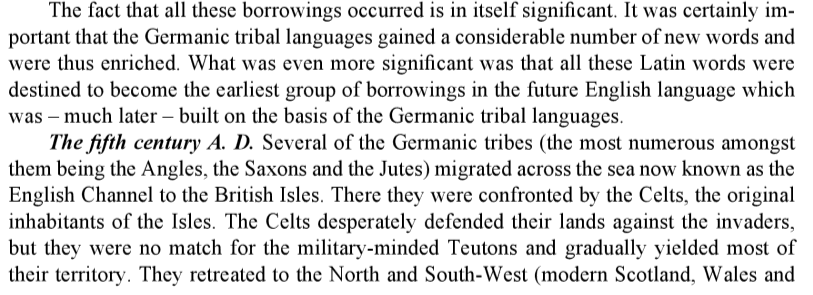 The fact that all these borrowings occurred is in itself significant. It was certainly im-
portant that the Germanic tribal languages gained a considerable number of new words and
were thus enriched. What was even more significant was that all these Latin words were
destined to become the earliest group of borrowings in the future English language which
was – much later – built on the basis of the Germanic tribal languages.
The fifth century A. D. Several of the Germanic tribes (the most numerous amongst
them being the Angles, the Saxons and the Jutes) migrated across the sea now known as the
English Channel to the British Isles. There they were confronted by the Celts, the original
inhabitants of the Isles. The Celts desperately defended their lands against the invaders,
but they were no match for the military-minded Teutons and gradually yielded most of
their territory. They retreated to the North and South-West (modern Scotland, Wales and